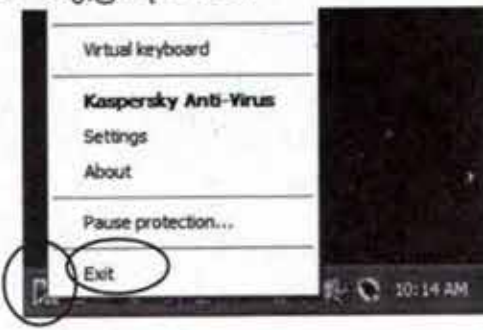 Virtual keyboard
Kaspersky Anti-Virus
Settings
About
Pause protection...
Exit
10:14 AM